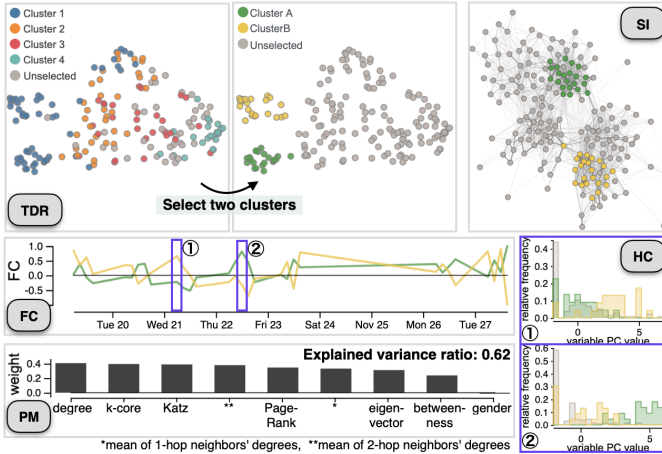 Cluster 1
Cluster 2
Cluster 3
Cluster 4
Unselected
TDR
Cluster A
ClusterB
Unselected
Select two clusters
SI
FC
1.0
0.5
0.0
-0.5
① ②
Tue 20 Wed 21 Thu 22 Fri 23 Sat 24 Nov 25 Mon 26 Tue 27
FC
weight
0.4
0.2
0.0
Explained variance ratio: 0.62
degree k-core Katz ** Page-Rank * eigen-vector between-ness gender
PM
*mean of 1-hop neighbors' degrees, **mean of 2-hop neighbors' degrees
HC
relative frequency
0.4
0.3
0.2
0.1
0.0
0 5
① variable PC value
relative frequency
0.6
0.5
0.4
0.3
0.2
0.1
0.0
0 5
② variable PC value